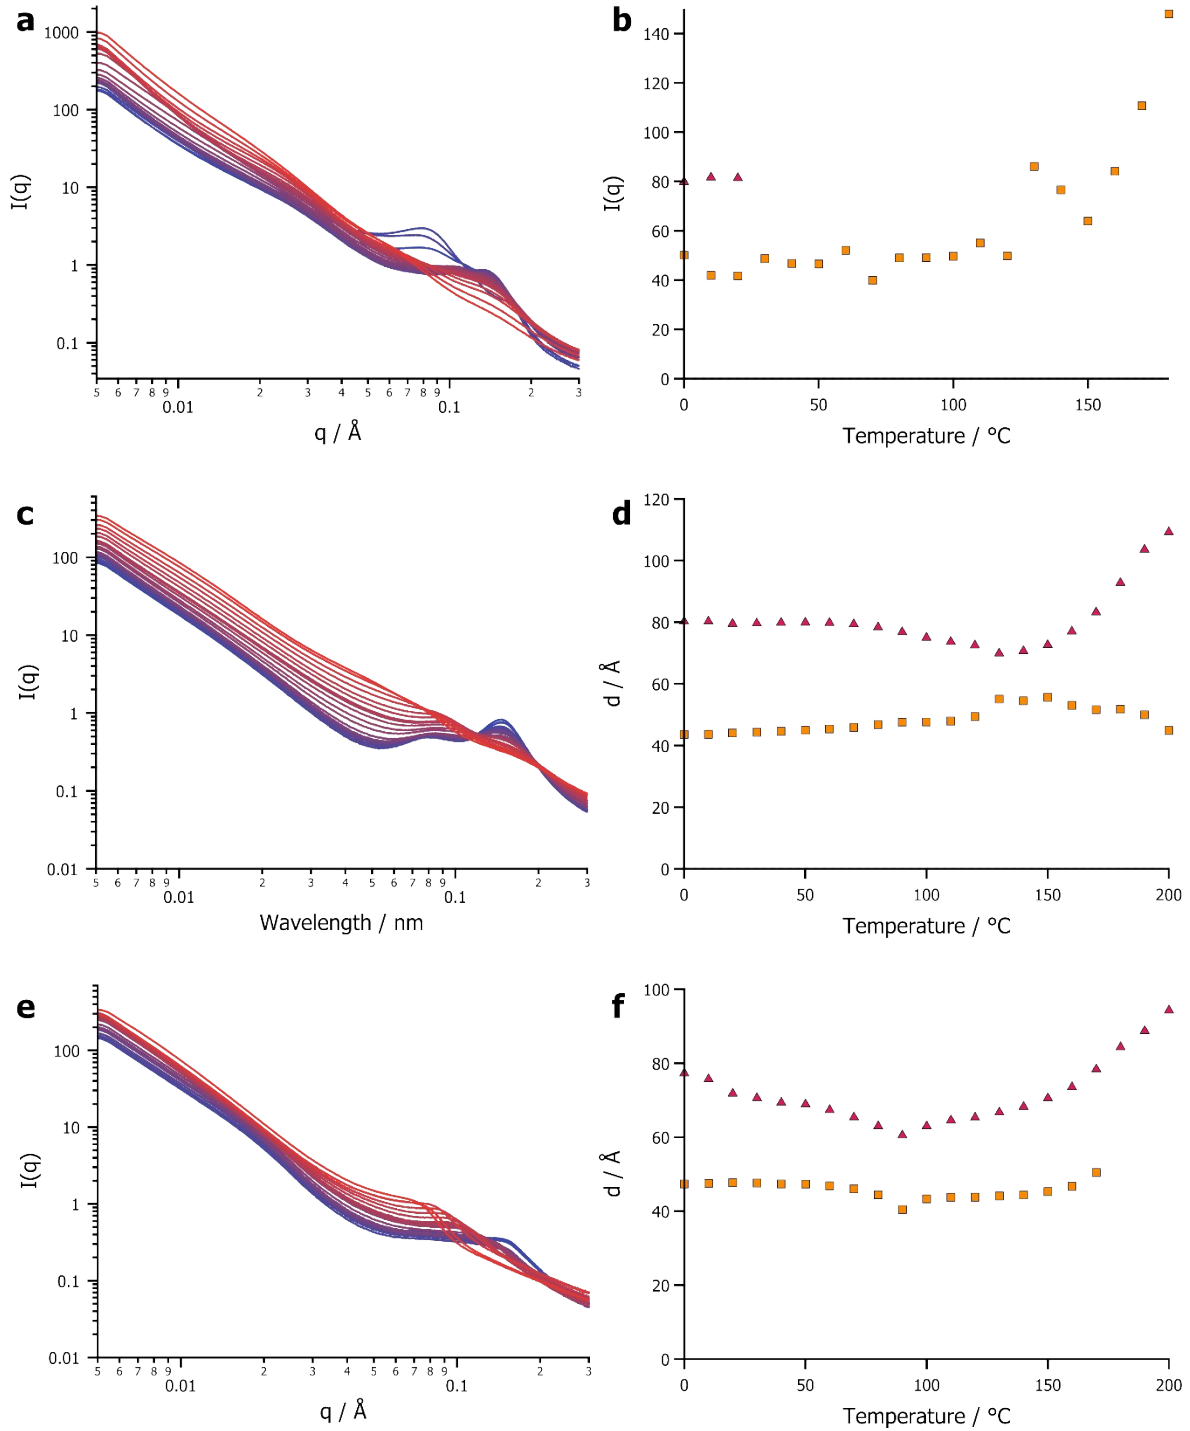 a
1000
100
10
1
0.1
I(q)
5 6 7 8 9 2 3 4 5 6 7 8 9 2 3
0.01 0.1
q / Å
b
140
120
100
80
60
40
20
0
I(q)
0 50 100 150
Temperature / °C
c
100
10
1
0.1
0.01
I(q)
5 6 7 8 9 2 3 4 5 6 7 8 9 2 3
0.01 0.1
Wavelength / nm
d
120
100
80
60
40
20
0
d / Å
0 50 100 150 200
Temperature / °C
e
100
10
1
0.1
0.01
I(q)
5 6 7 8 9 2 3 4 5 6 7 8 9 2 3
0.01 0.1
q / Å
f
100
80
60
40
20
0
d / Å
0 50 100 150 200
Temperature / °C